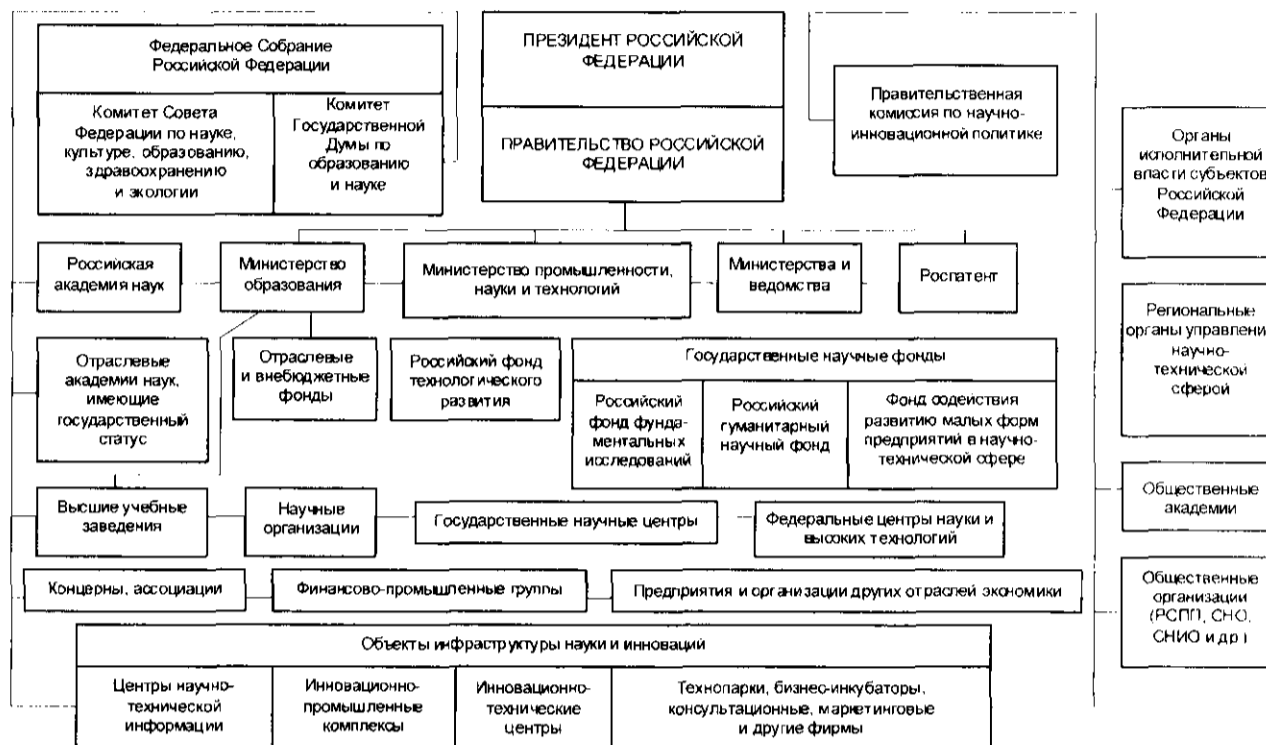 Федеральное Собрание
Российской Федерации
Комитет Совета
Федерации по науке,
культуре, образованию,
здравоохранению
и экологии
Комитет
Государственной
Думы по
образованию
и науке
ПРЕЗИДЕНТ РОССИЙСКОЙ
ФЕДЕРАЦИИ
ПРАВИТЕЛЬСТВО РОССИЙСКОЙ
ФЕДЕРАЦИИ
Правительственная
комиссия по научно-
инновационной политике
Органы
исполнительной
власти субъектов
Российской
Федерации
Российская
академия наук
Министерство
образования
Министерство промышленности,
науки и технологий
Министерства и
ведомства
Роспатент
Региональные
органы управлени
научно-
технической
сферой
Отраслевые
академии наук,
имеющие
государственный
статус
Отраслевые
и внебюджетные
фонды
Российский фонд
технологического
развития
Государственные научные фонды
Российский
фонд фунда-
ментальных
исследований
Российский
гуманитарный
научный фонд
Фонд содействия
развитию малых форм
предприятий в научно-
технической сфере
Высшие учебные
заведения
Научные
организации
Государственные научные центры
Федеральные центры науки и
высоких технологий
Общественные
академии
Концерны, ассоциации
Финансово-промышленные группы
Предприятия и организации других отраслей экономики
Общественные
организации
(РСПП, СНО,
СНИО и др.)
Объекты инфраструктуры науки и инноваций
Центры научно-
технической
информации
Инновационно-
промышленные
комплексы
Инновационно-
технические
центры
Технопарки, бизнес-инкубаторы,
консультационные, маркетинговые
и другие фирмы